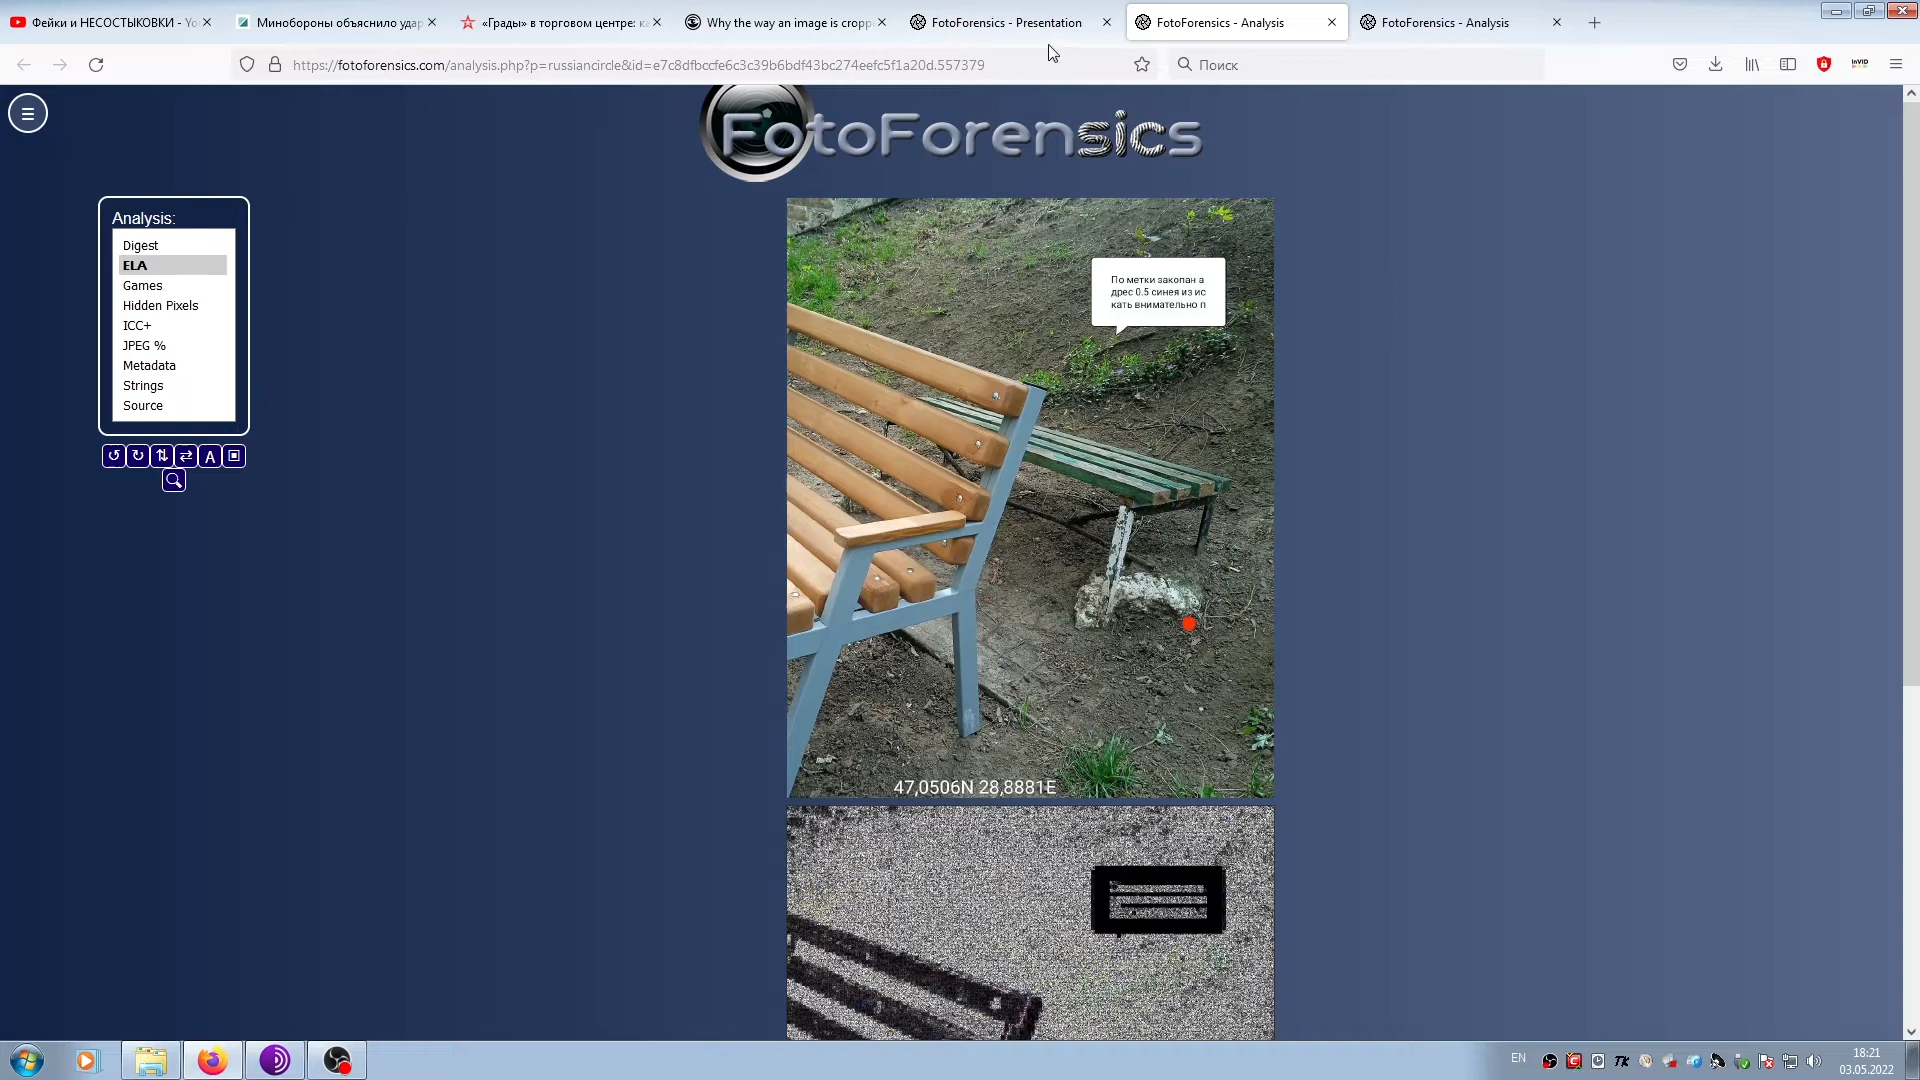 Фейки и НЕСОСТЫКОВКИ - Yo
Минобороны объяснило удар
«Грады» в торговом центре: ка
Why the way an image is cropp
FotoForensics - Presentation
FotoForensics - Analysis
FotoForensics - Analysis
https://fotoforensics.com/analysis.php?p=russiancircle&id=e7c8dfbccfe6c3c39b6bdf43bc274eefc5f1a20d.557379
Поиск
InVID
FotoForensics
Analysis:
Digest
ELA
Games
Hidden Pixels
ICC+
JPEG %
Metadata
Strings
Source
A
По метки закопан а
дрес 0.5 синея из ис
кать внимательно п
47,0506N 28,8881E
EN
TK
18:21
03.05.2022